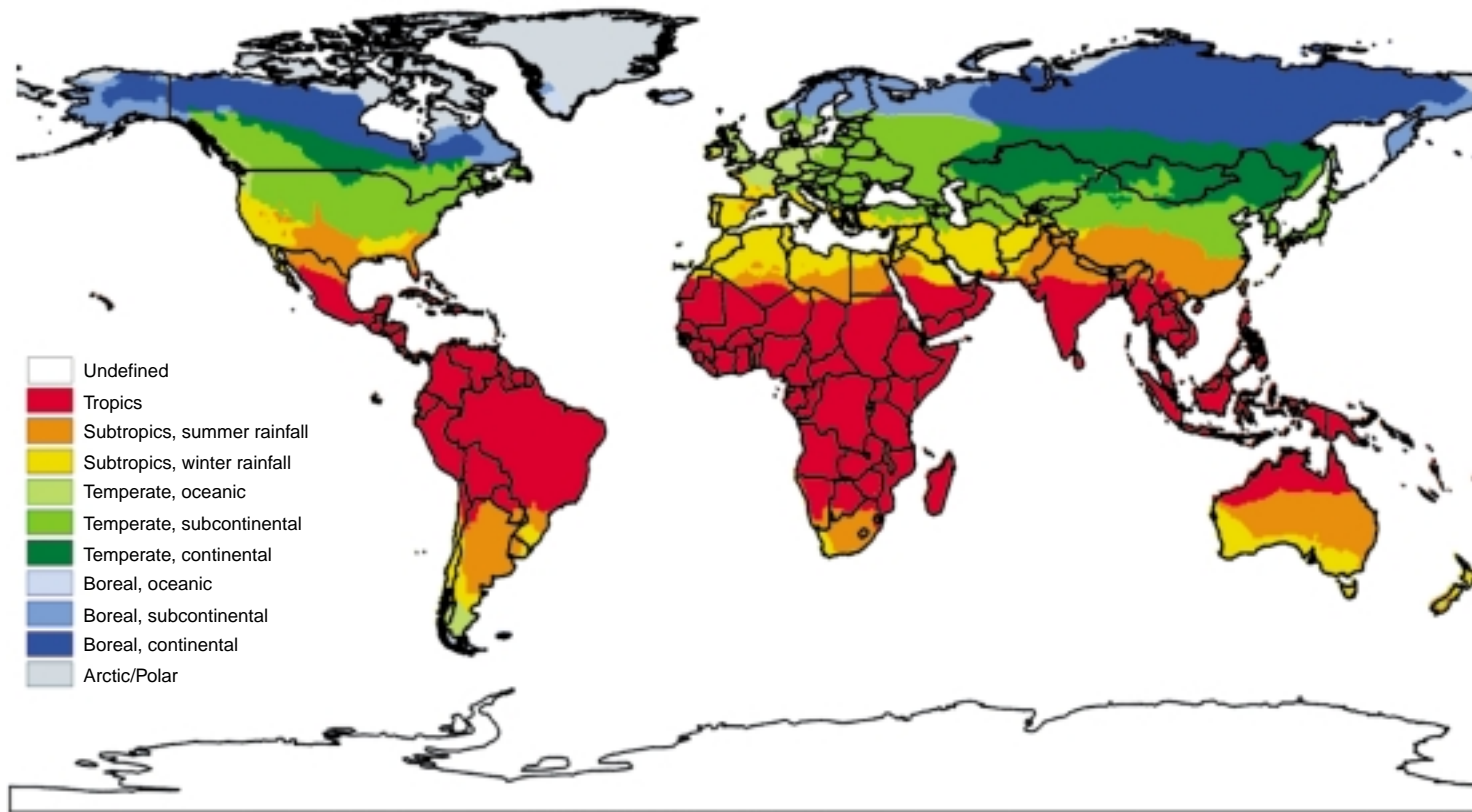 Undefined
Tropics
Subtropics, summer rainfall
Subtropics, winter rainfall
Temperate, oceanic
Temperate, subcontinental
Temperate, continental
Boreal, oceanic
Boreal, subcontinental
Boreal, continental
Arctic/Polar